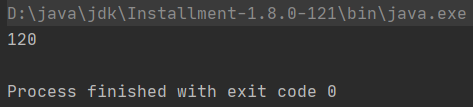 D:\java\jdk\Installment-1.8.0-121\bin\java.exe
120
Process finished with exit code 0